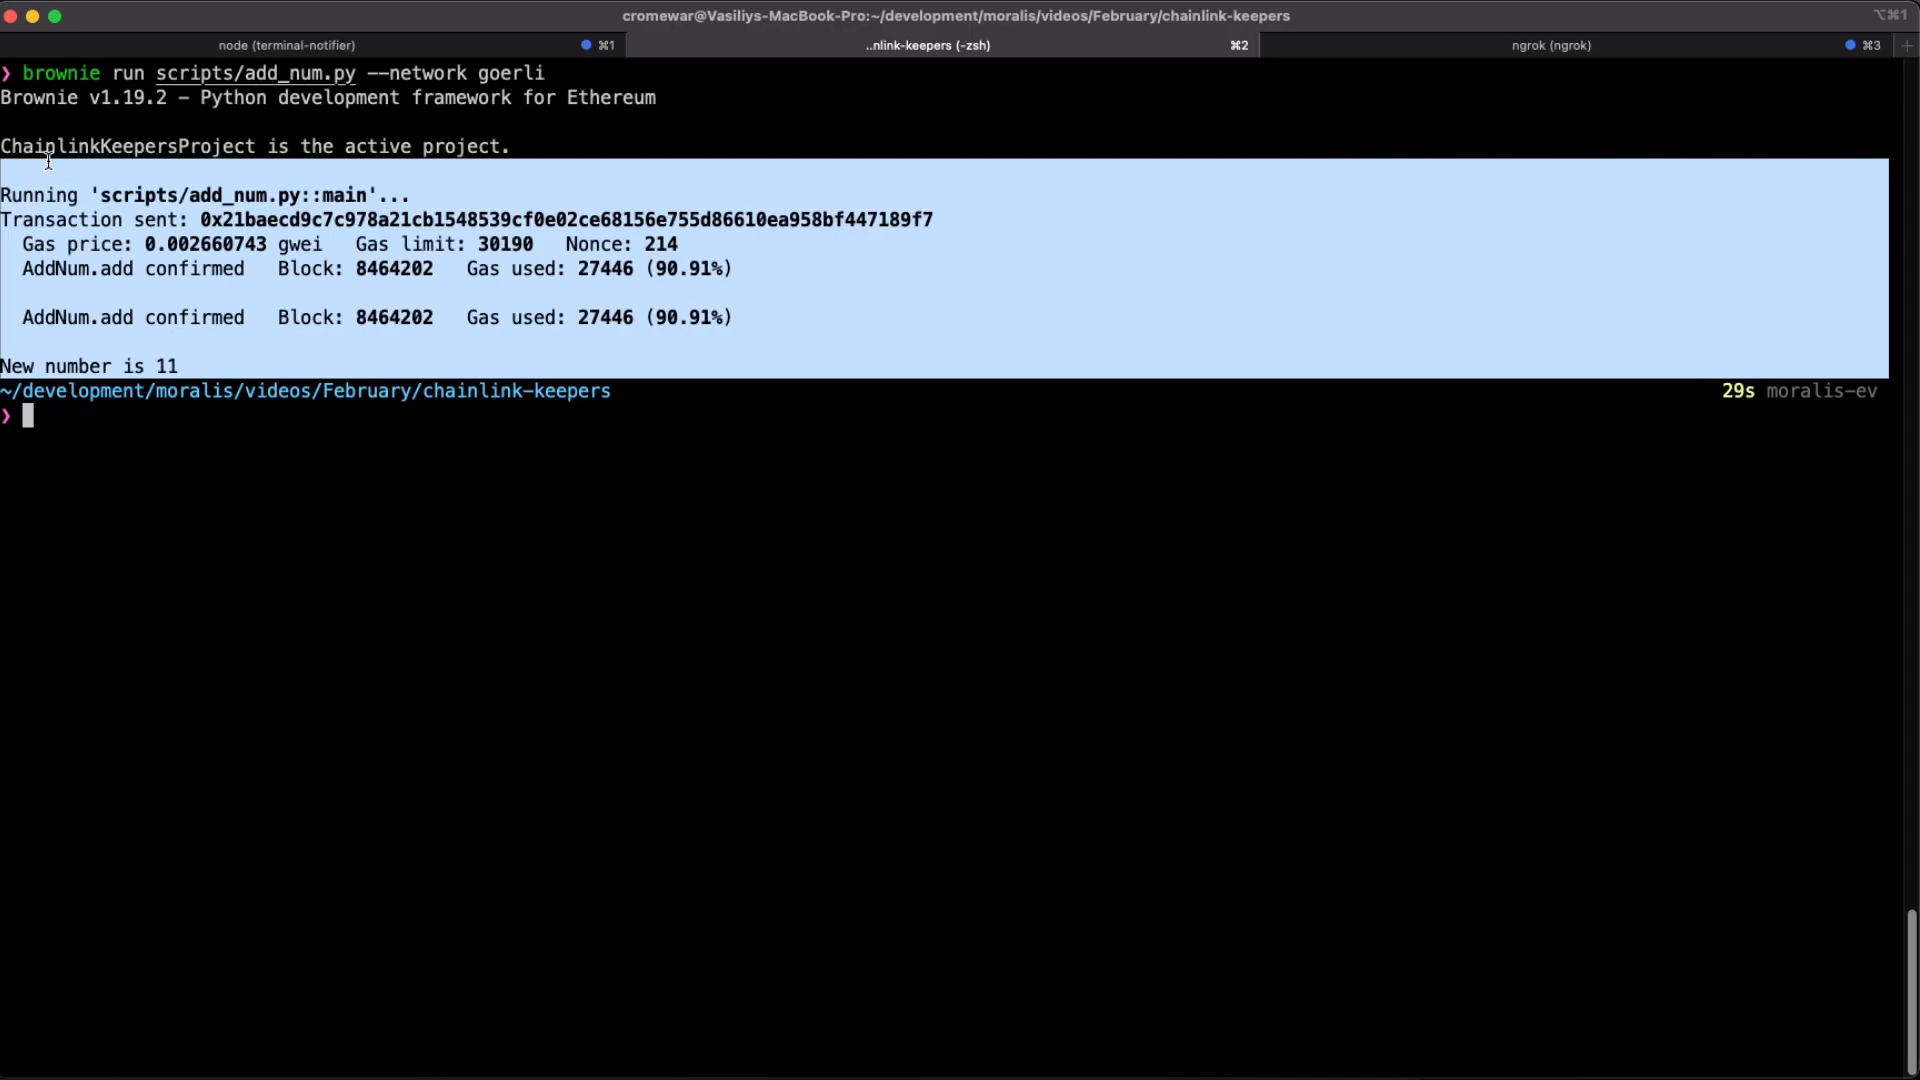 cromewar@Vasiliys-MacBook-Pro:~/development/moralis/videos/February/chainlink-keepers
⌥⌘1
node (terminal-notifier) ⌘1
..nlink-keepers (-zsh) ⌘2
ngrok (ngrok) ⌘3
❯ brownie run scripts/add_num.py --network goerli
Brownie v1.19.2 - Python development framework for Ethereum
ChainlinkKeepersProject is the active project.
Running 'scripts/add_num.py::main'...
Transaction sent: 0x21baecd9c7c978a21cb1548539cf0e02ce68156e755d86610ea958bf447189f7
Gas price: 0.002660743 gwei   Gas limit: 30190   Nonce: 214
AddNum.add confirmed   Block: 8464202   Gas used: 27446 (90.91%)
AddNum.add confirmed   Block: 8464202   Gas used: 27446 (90.91%)
New number is 11
~/development/moralis/videos/February/chainlink-keepers 29s moralis-ev
❯